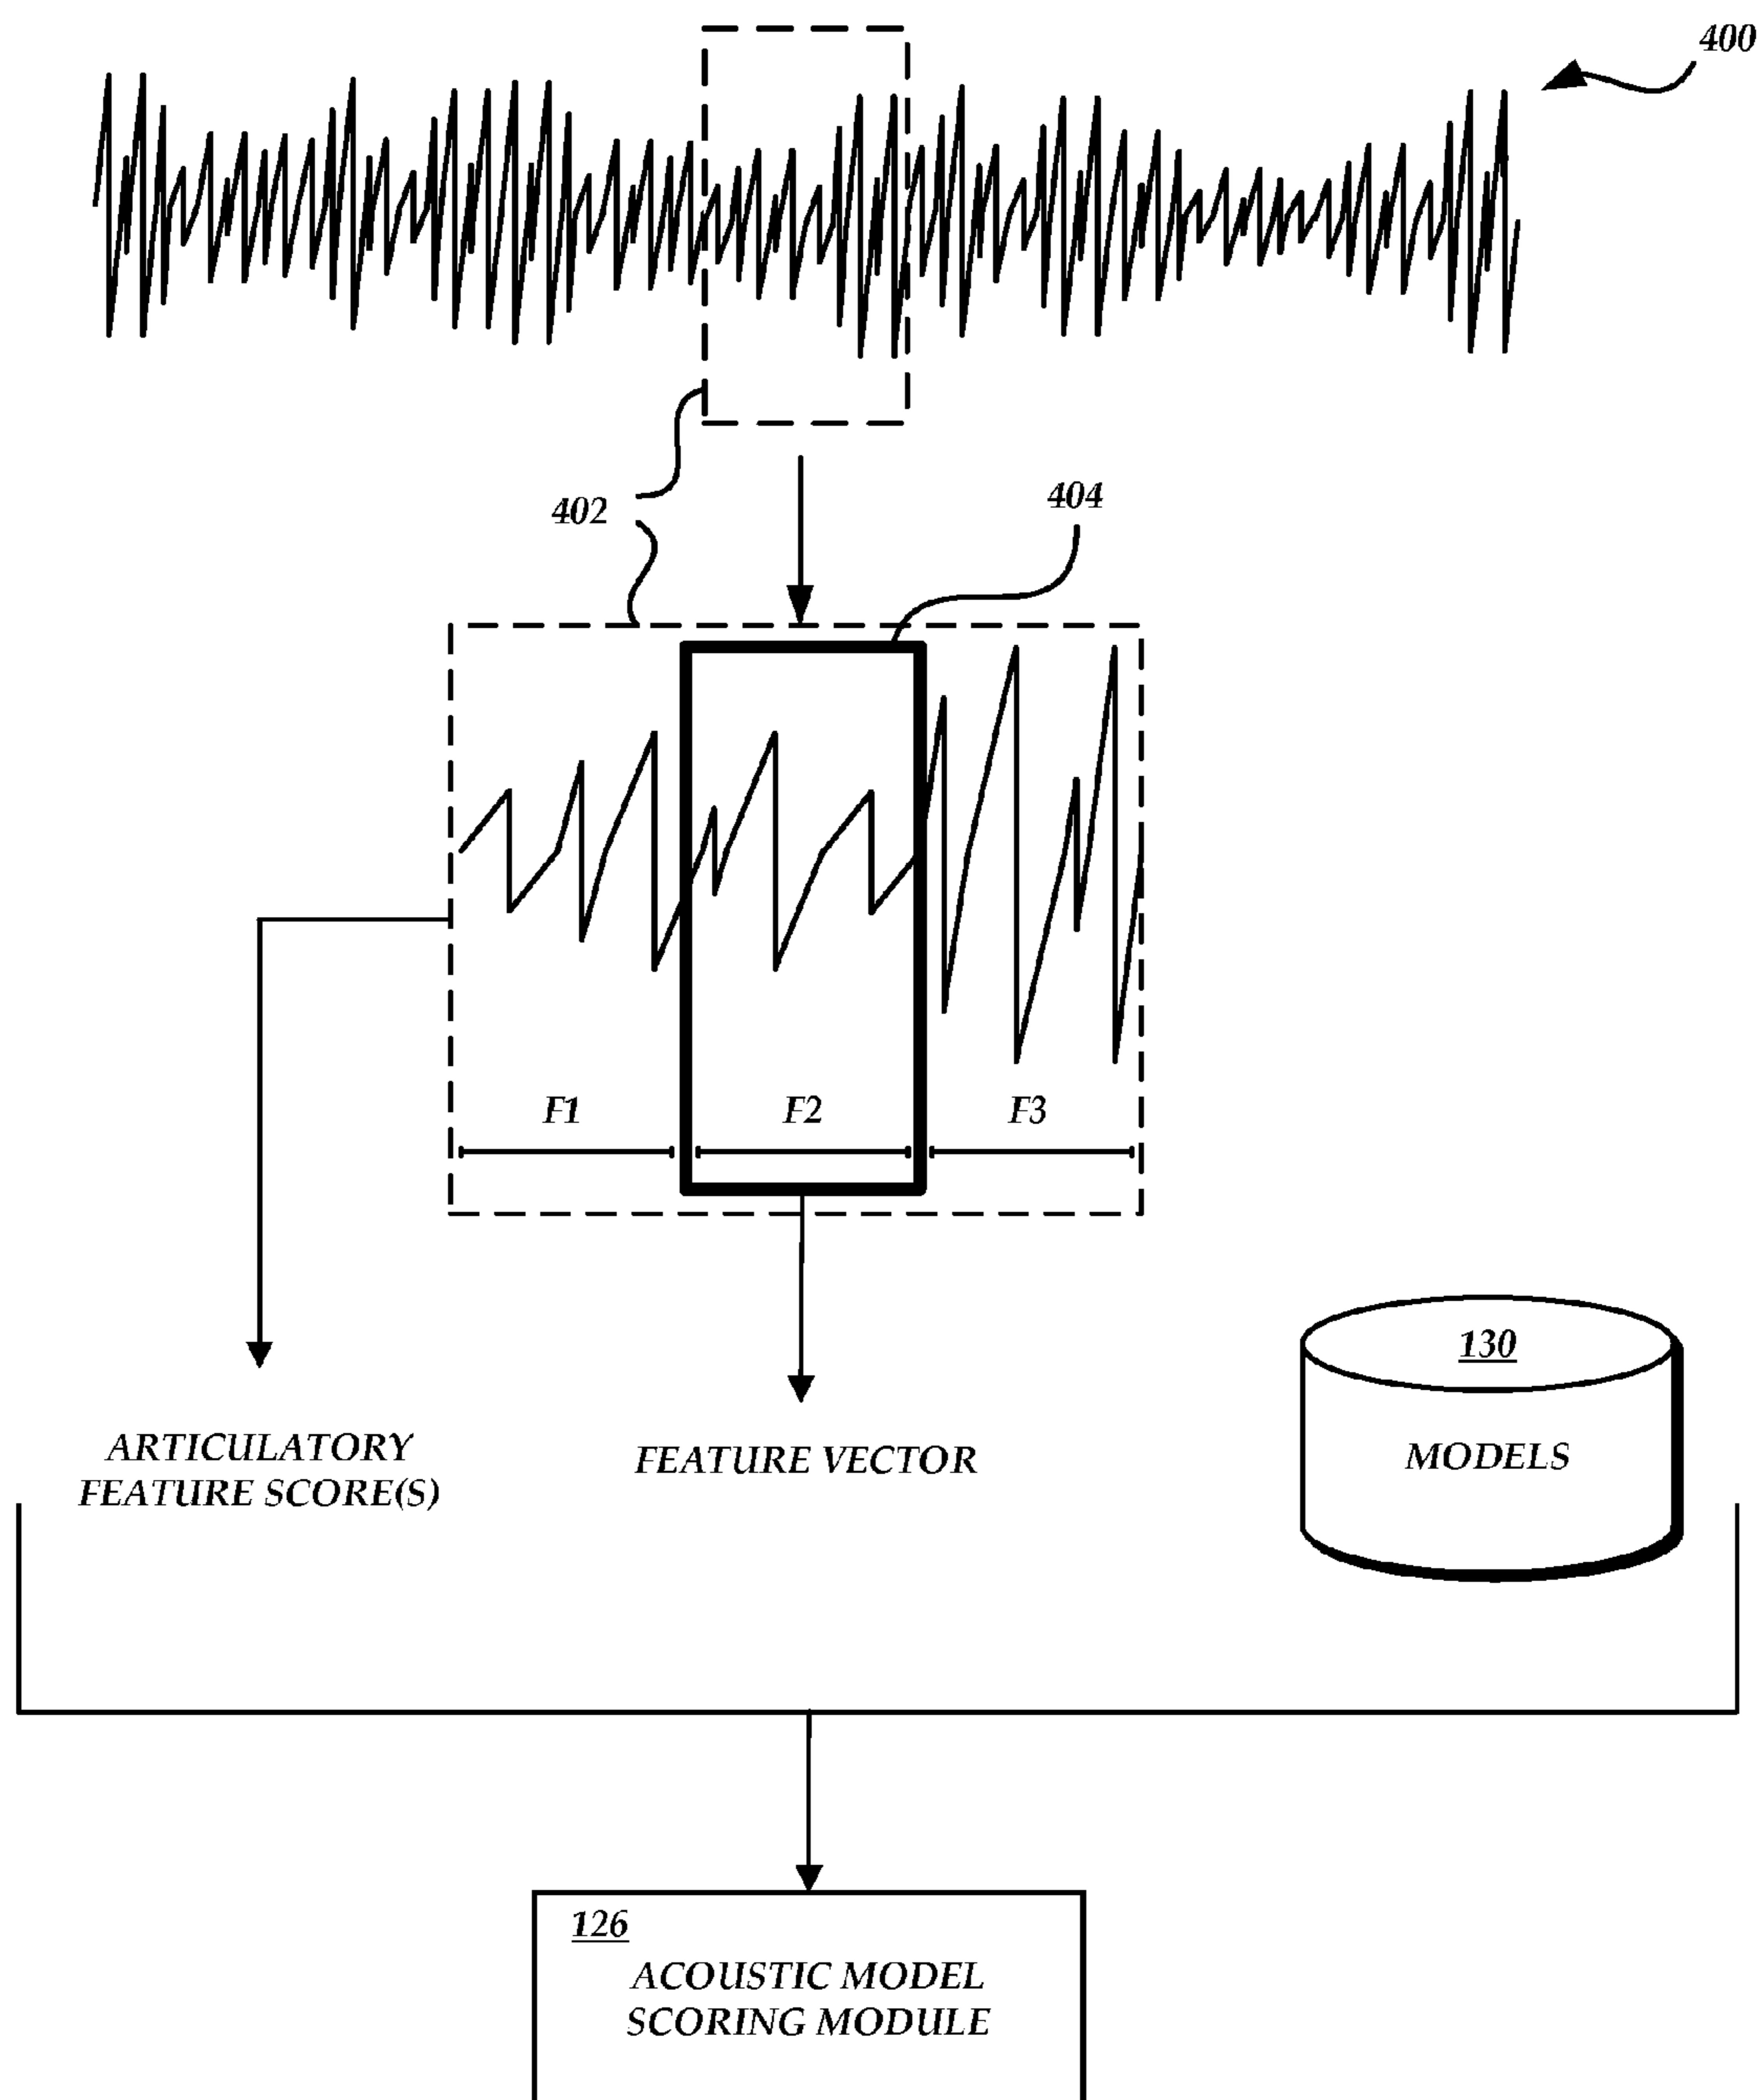 400
402
404
F1 F2 F3
130
MODELS
ARTICULATORY
FEATURE SCORE(S)
FEATURE VECTOR
126
ACOUSTIC MODEL
SCORING MODULE